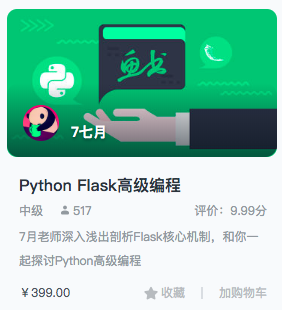 鱼书
7七月
Python Flask高级编程
中级 517 评价：9.99分
7月老师深入浅出剖析Flask核心机制，和你一
起探讨Python高级编程
￥399.00 收藏 | 加购物车